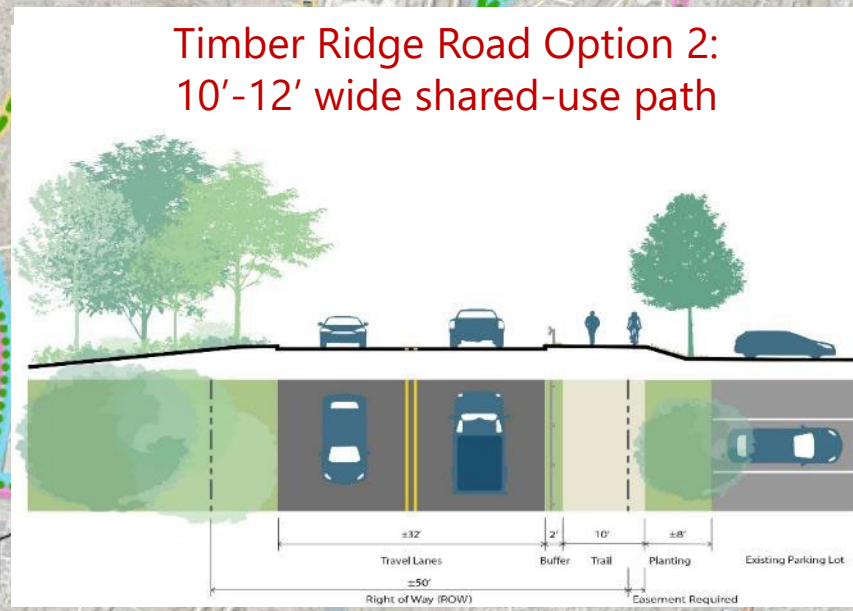 Timber Ridge Road Option 2:
10’-12’ wide shared-use path
±32’ 2’ 10’ ±8’
Travel Lanes Buffer Trail Planting Existing Parking Lot
±50’
Right of Way (ROW) Easement Required